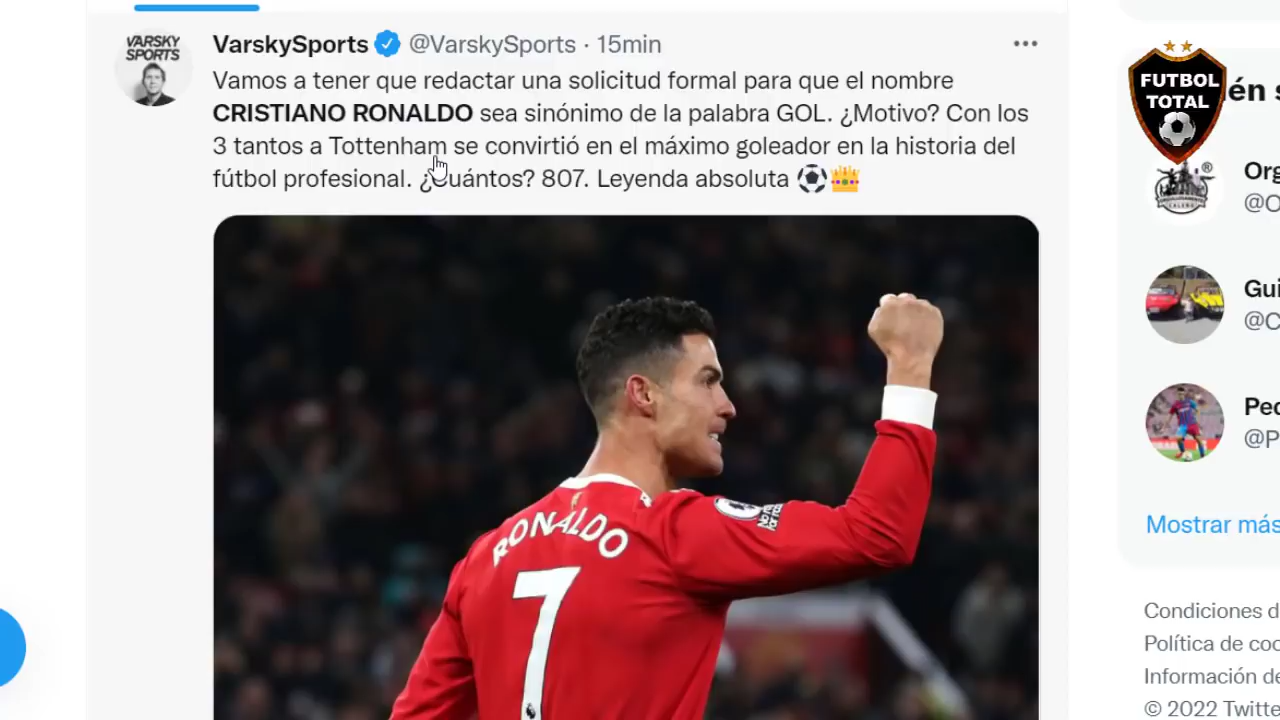 VARSKY
SPORTS
VarskySports @VarskySports · 15min
Vamos a tener que redactar una solicitud formal para que el nombre
CRISTIANO RONALDO sea sinónimo de la palabra GOL. ¿Motivo? Con los
3 tantos a Tottenham se convirtió en el máximo goleador en la historia del
fútbol profesional. ¿Cuántos? 807. Leyenda absoluta ⚽👑
RONALDO
7
FUTBOL
TOTAL
én s
Org
@O
Gui
@C
Ped
@P
Mostrar más
Condiciones d
Política de coo
Información de
© 2022 Twitte